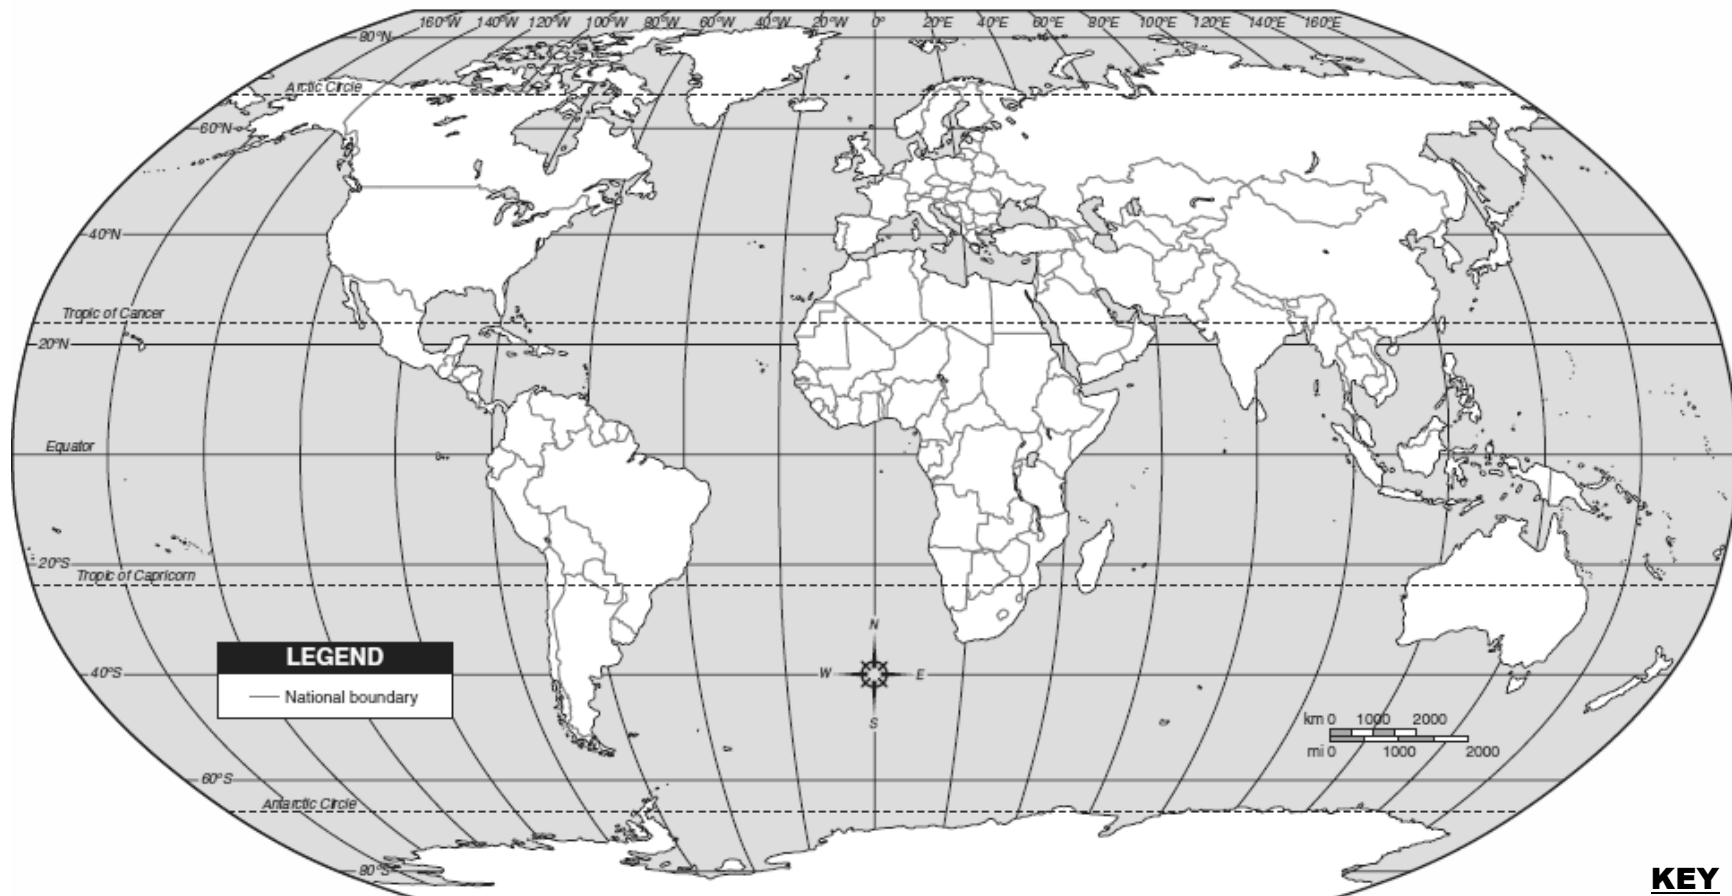 160°W 140°W 120°W 100°W 80°W 60°W 40°W 20°W 0° 20°E 40°E 60°E 80°E 100°E 120°E 140°E 160°E
80°N
Arctic Circle
60°N
40°N
Tropic of Cancer
20°N
Equator
20°S
Tropic of Capricorn
N
W E
S
LEGEND
National boundary
40°S
km 0 1000 2000
mi 0 1000 2000
60°S
Antarctic Circle
80°S
KEY